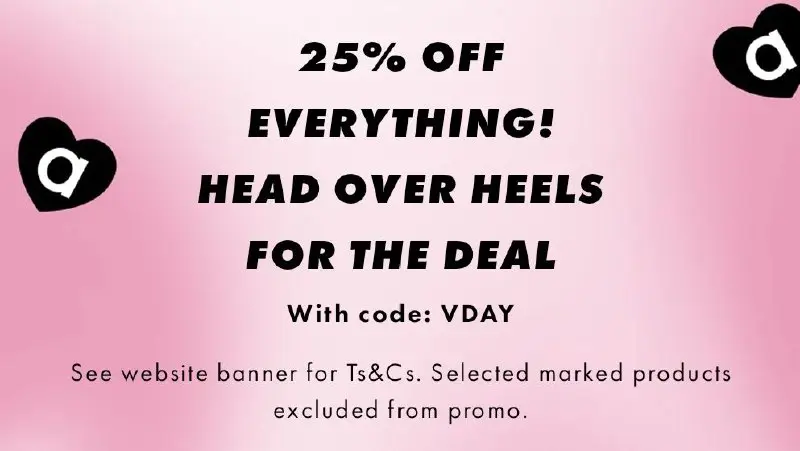 25% OFF
EVERYTHING!
HEAD OVER HEELS
FOR THE DEAL
With code: VDAY
See website banner for Ts&Cs. Selected marked products
excluded from promo.
a
a